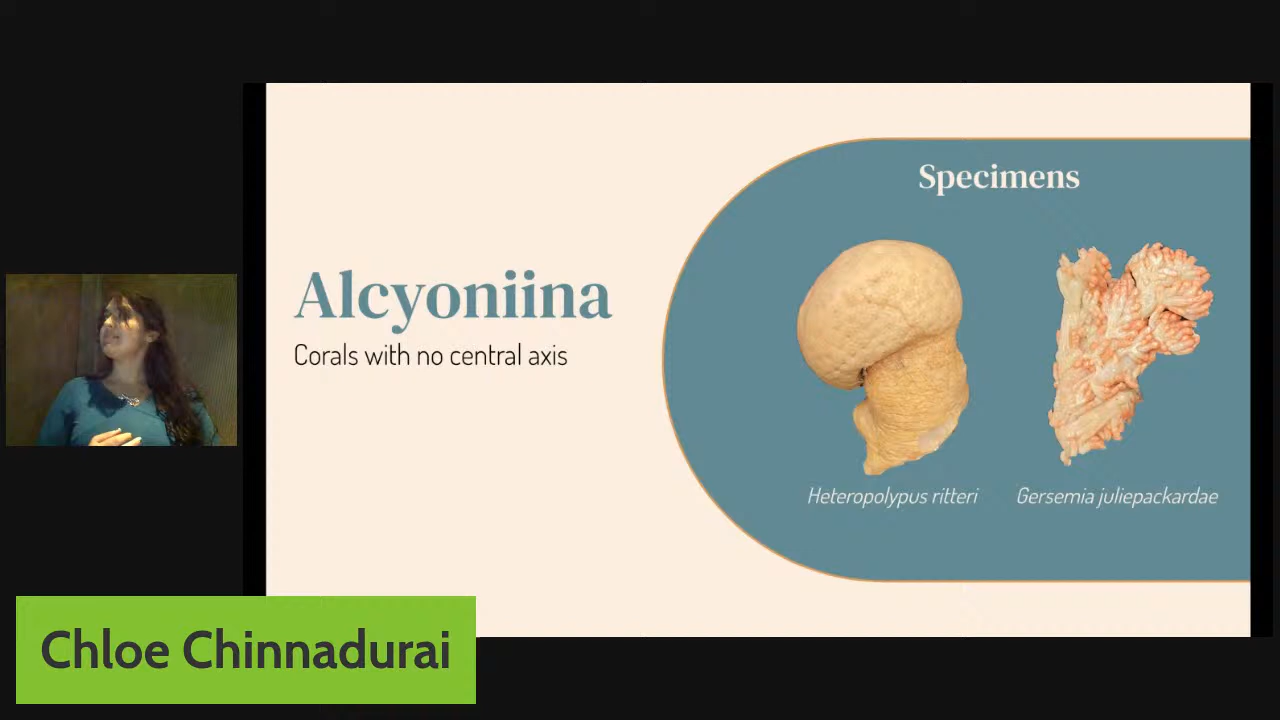 Specimens
Alcyoniina
Corals with no central axis
Heteropolypus ritteri
Gersemia juliepackardae
Chloe Chinnadurai